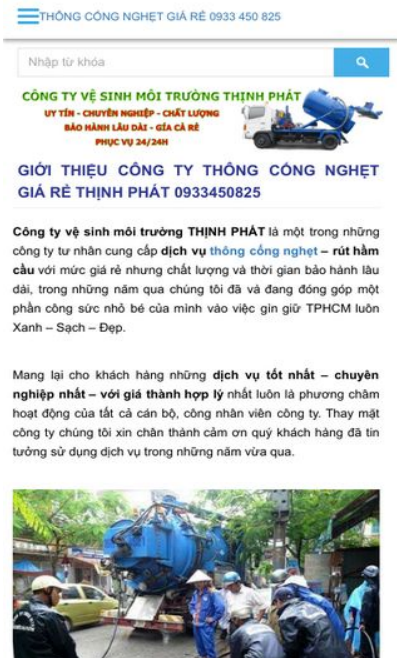 THÔNG CỐNG NGHẸT GIÁ RẺ 0933 450 825
Nhập từ khóa
CÔNG TY VỆ SINH MÔI TRƯỜNG THỊNH PHÁT
UY TÍN - CHUYÊN NGHIỆP - CHẤT LƯỢNG
BẢO HÀNH LÂU DÀI - GÍA CẢ RẺ
PHỤC VỤ 24/24H
GIỚI THIỆU CÔNG TY THÔNG CỐNG NGHẸT
GIÁ RẺ THỊNH PHÁT 0933450825
Công ty vệ sinh môi trường THỊNH PHÁT là một trong những
công ty tư nhân cung cấp dịch vụ thông cống nghẹt – rút hầm
cầu với mức giá rẻ nhưng chất lượng và thời gian bảo hành lâu
dài, trong những năm qua chúng tôi đã và đang đóng góp một
phần công sức nhỏ bé của mình vào việc gin giữ TPHCM luôn
Xanh – Sạch – Đẹp.
Mang lại cho khách hàng những dịch vụ tốt nhất – chuyên
nghiệp nhất – với giá thành hợp lý nhất luôn là phương châm
hoạt động của tất cả cán bộ, công nhân viên công ty. Thay mặt
công ty chúng tôi xin chân thành cảm ơn quý khách hàng đã tin
tưởng sử dụng dịch vụ trong những năm vừa qua.